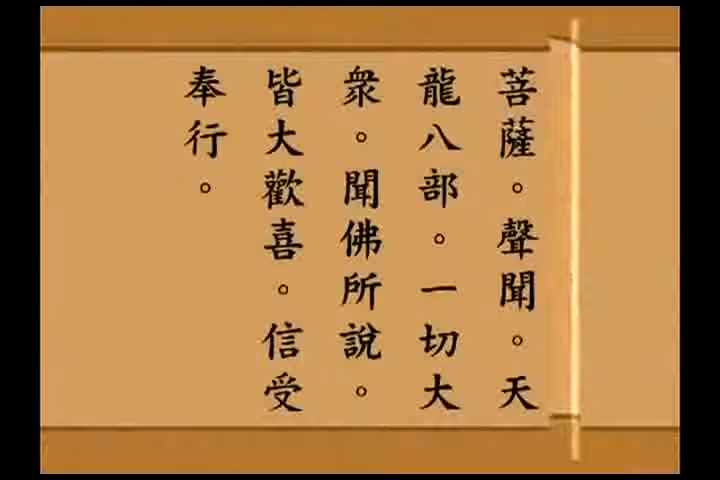 菩薩。聲聞。天
龍八部。一切大
眾。聞佛所說。
皆大歡喜。信受
奉行。